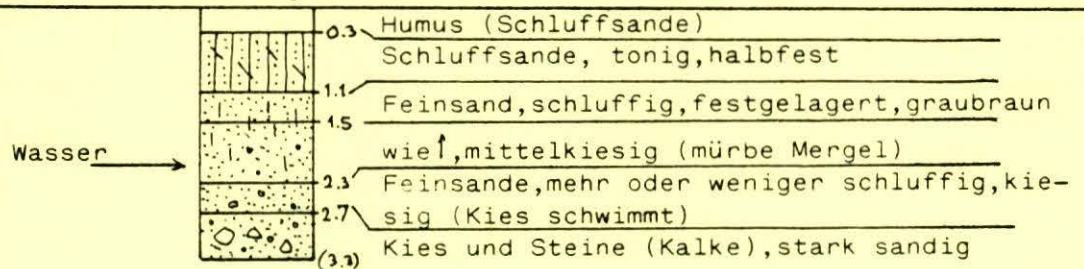 Humus (Schluffsande)
0.3
Schluffsande, tonig,halbfest
1.1
Feinsand,schluffig,festgelagert,graubraun
1.5
Wasser
wie↑,mittelkiesig (mürbe Mergel)
2.3
Feinsande,mehr oder weniger schluffig,kie-
2.7
sig (Kies schwimmt)
Kies und Steine (Kalke),stark sandig
(3.3)